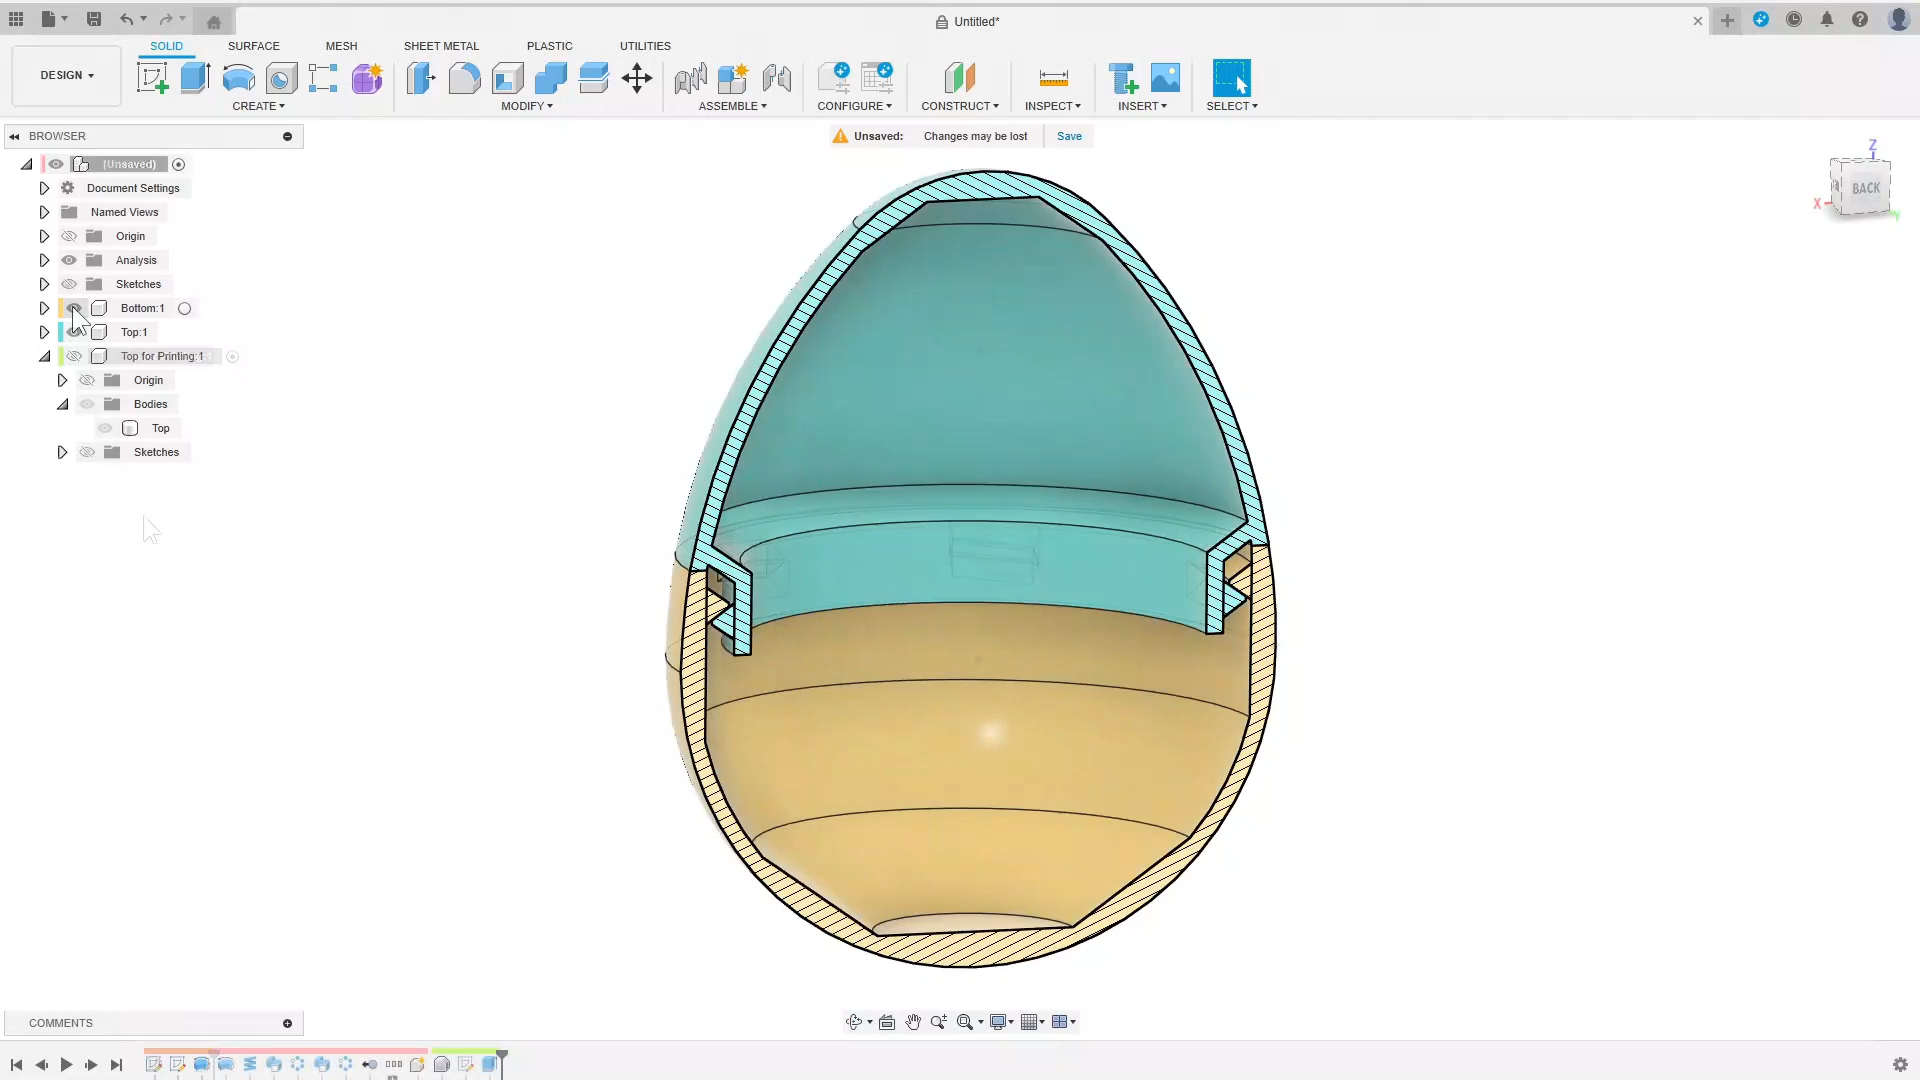 Untitled*
SOLID SURFACE MESH SHEET METAL PLASTIC UTILITIES
DESIGN
CREATE MODIFY ASSEMBLE CONFIGURE CONSTRUCT INSPECT INSERT SELECT
BROWSER
Unsaved: Changes may be lost Save
(Unsaved)
Document Settings
Named Views
Origin
Analysis
Sketches
Bottom:1
Top:1
Top for Printing:1
Origin
Bodies
Top
Sketches
Z
BACK
X
Y
COMMENTS